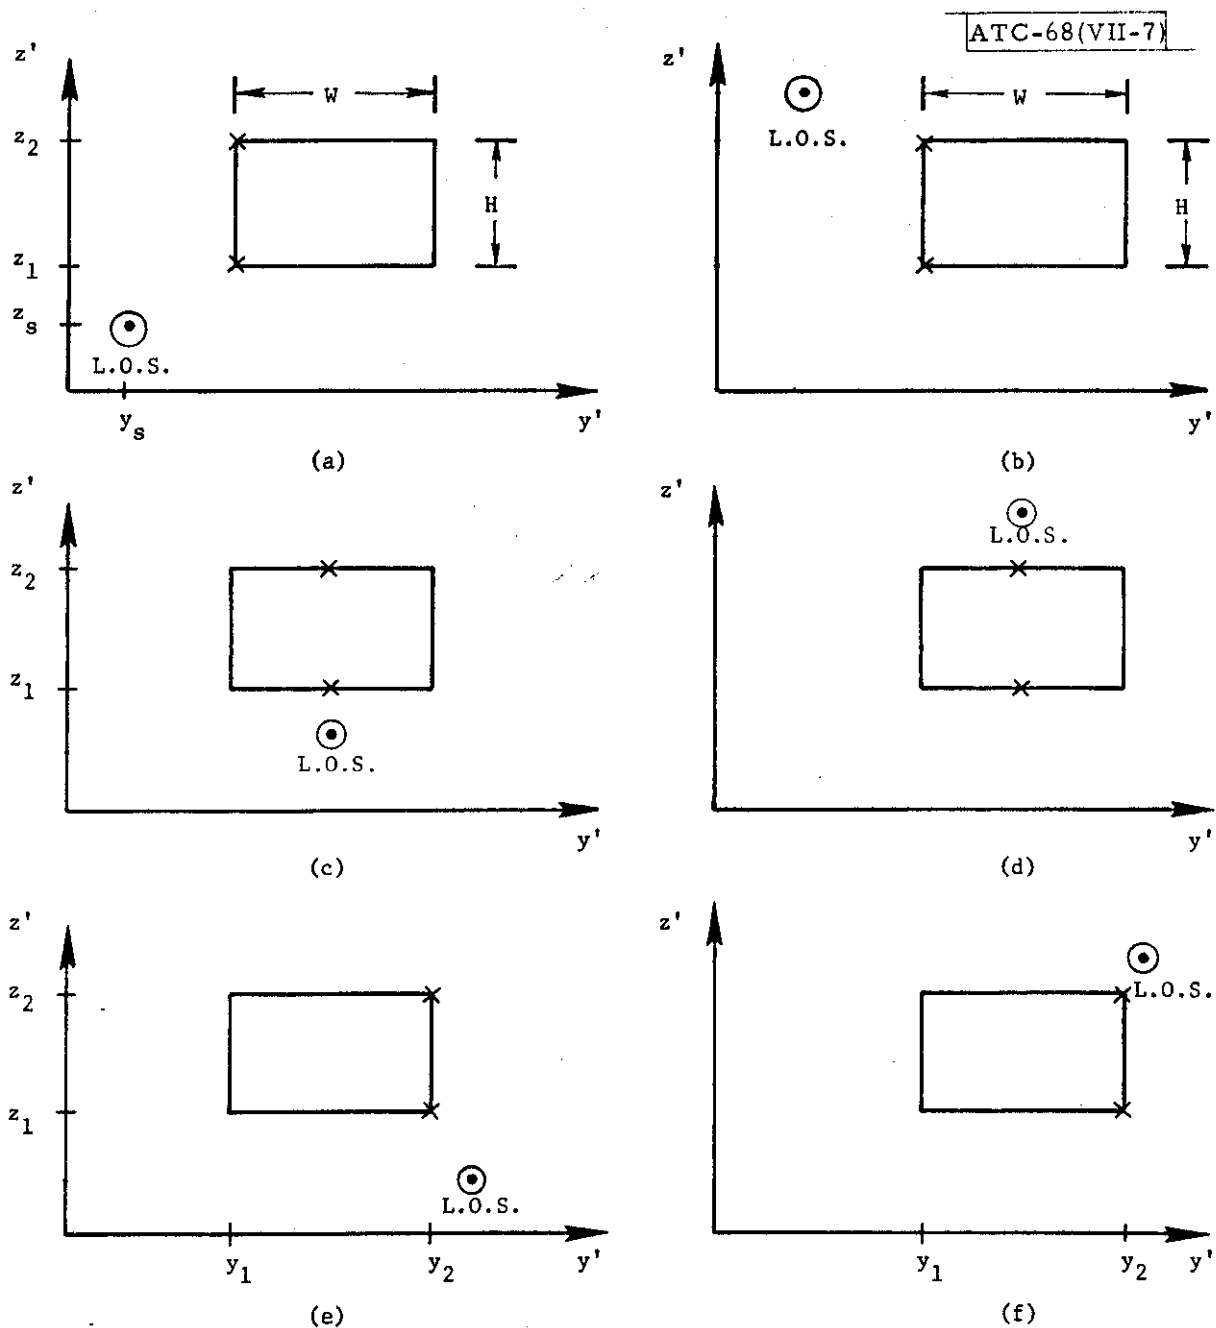 ATC-68(VII-7)
z'
W
z₂
H
z₁
zₛ
L.O.S.
yₛ
y'
(a)
z'
L.O.S.
W
H
y'
(b)
z'
z₂
z₁
L.O.S.
y'
(c)
z'
L.O.S.
y'
(d)
z'
z₂
z₁
L.O.S.
y₁
y₂
y'
(e)
z'
L.O.S.
y₁
y₂
y'
(f)